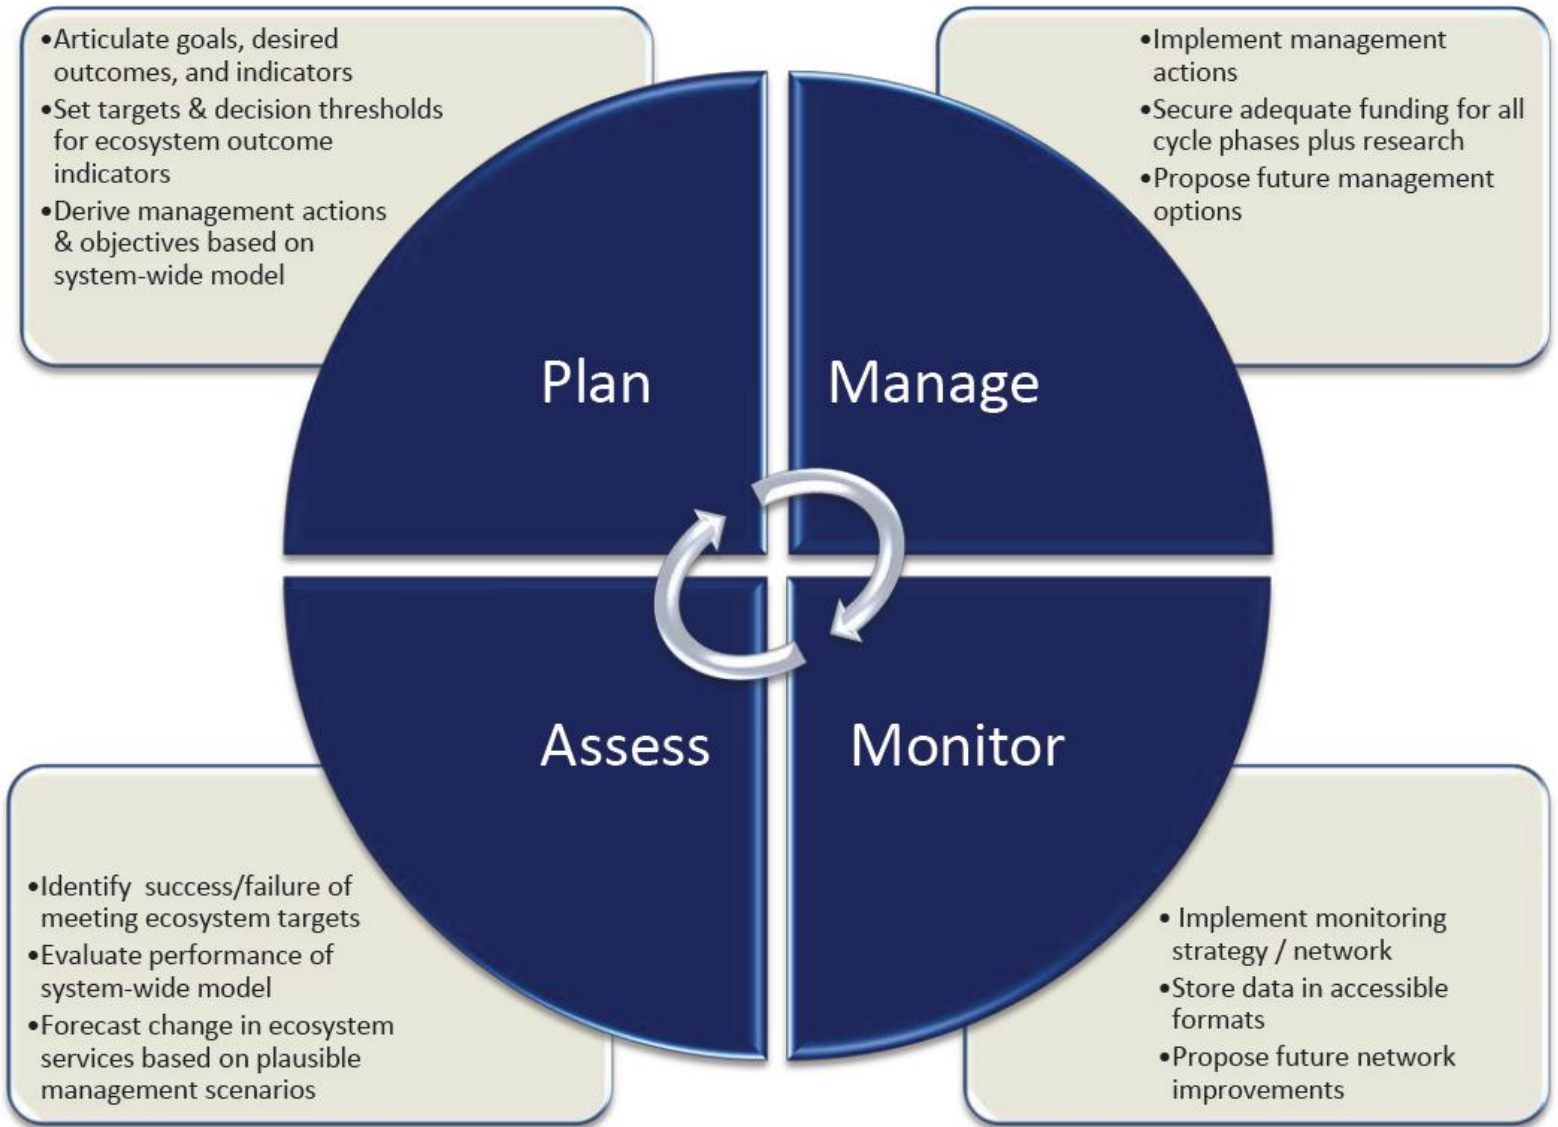 •Articulate goals, desired
outcomes, and indicators
•Set targets & decision thresholds
for ecosystem outcome
indicators
•Derive management actions
& objectives based on
system-wide model
•Implement management
actions
•Secure adequate funding for all
cycle phases plus research
•Propose future management
options
Plan
Manage
Assess
Monitor
•Identify success/failure of
meeting ecosystem targets
•Evaluate performance of
system-wide model
•Forecast change in ecosystem
services based on plausible
management scenarios
• Implement monitoring
strategy / network
•Store data in accessible
formats
•Propose future network
improvements